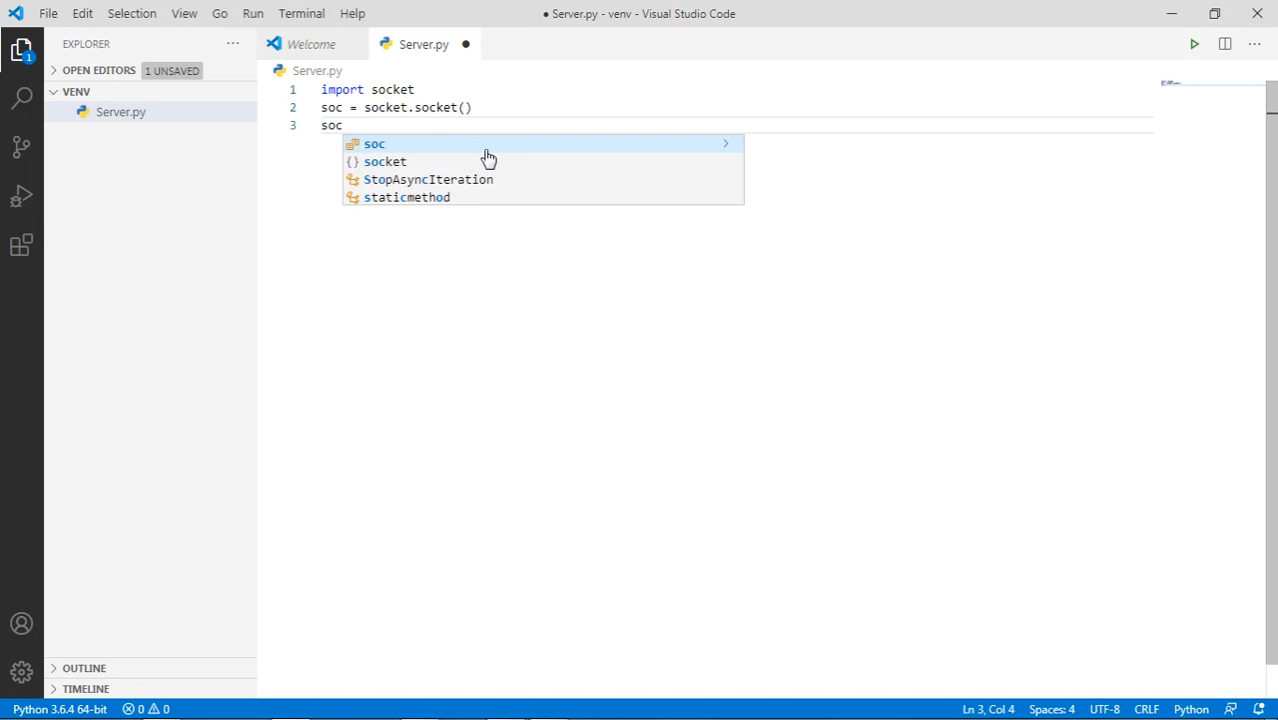 File Edit Selection View Go Run Terminal Help
● Server.py - venv - Visual Studio Code
EXPLORER
Welcome
Server.py
1
OPEN EDITORS 1 UNSAVED
Server.py
VENV
Server.py
1 import socket
2 soc = socket.socket()
3 soc
soc
{} socket
StopAsyncIteration
staticmethod
OUTLINE
TIMELINE
Python 3.6.4 64-bit 0 0 Ln 3, Col 4 Spaces: 4 UTF-8 CRLF Python